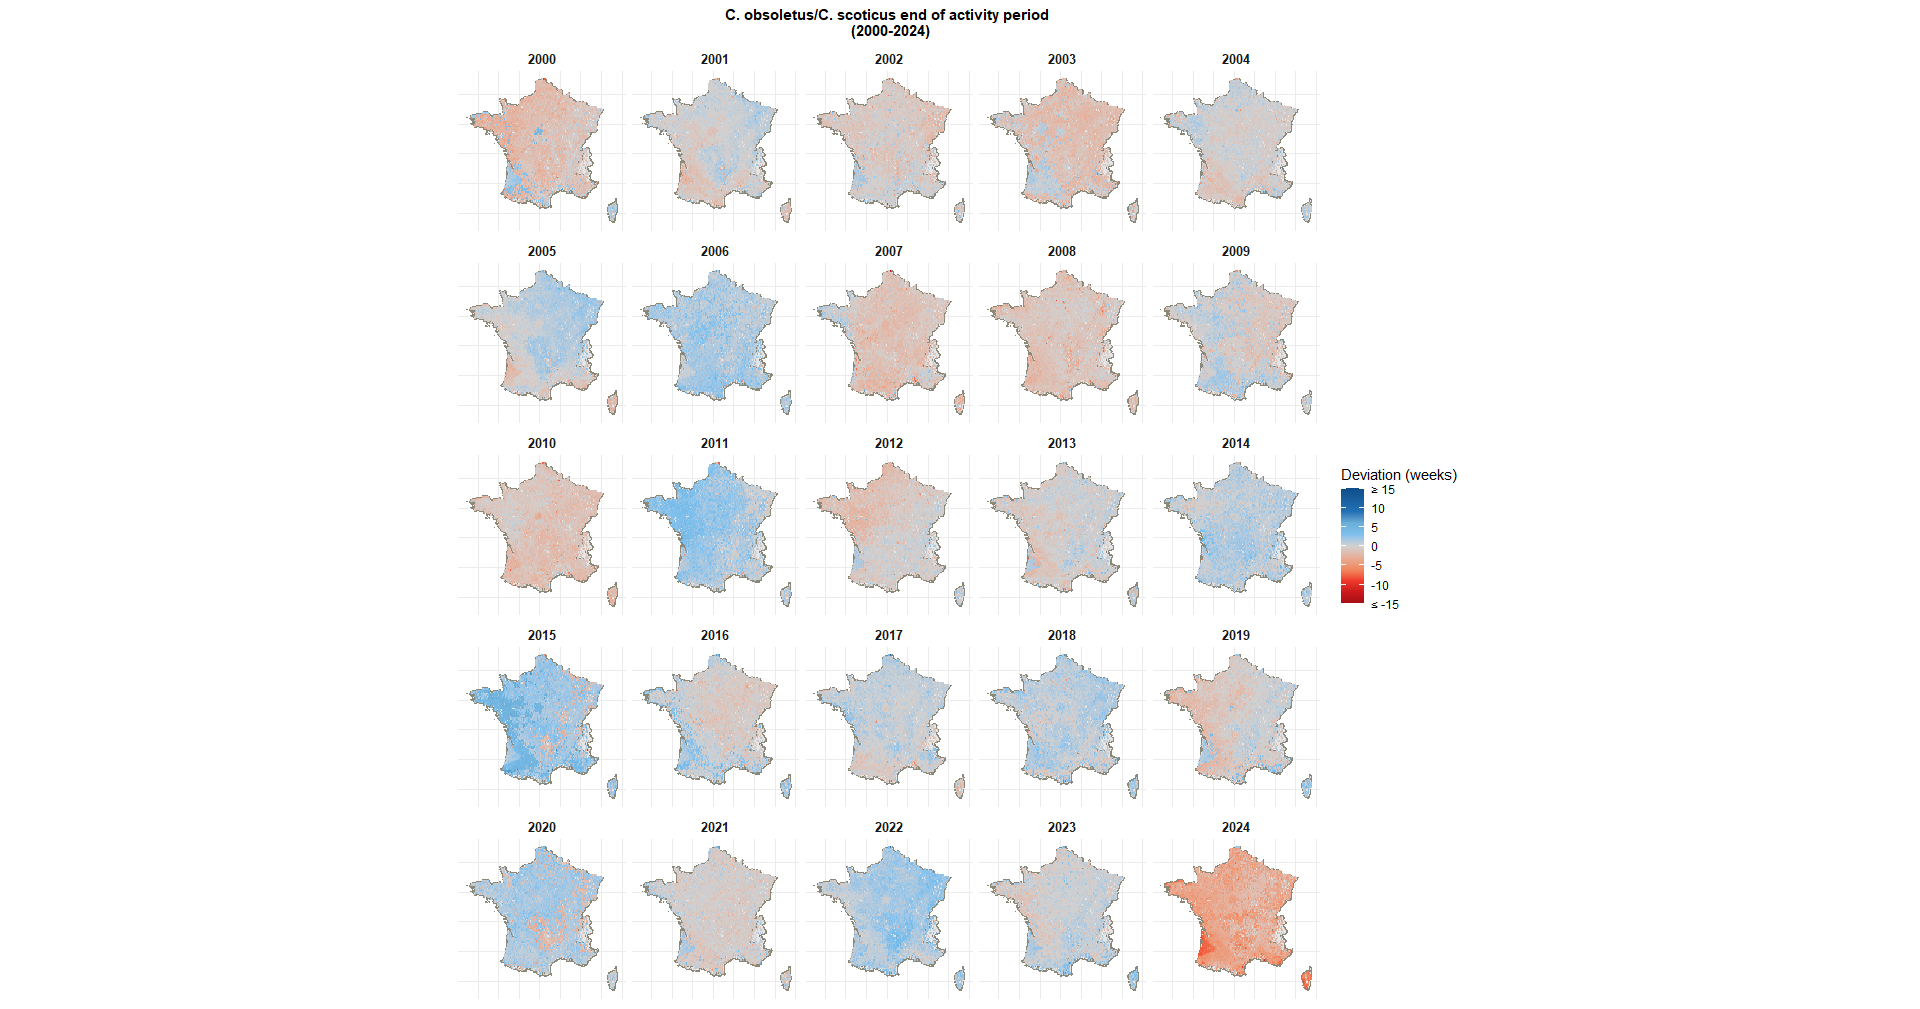 C. obsoletus/C. scoticus end of activity period
(2000-2024)
2000 2001 2002 2003 2004
2005 2006 2007 2008 2009
2010 2011 2012 2013 2014
Deviation (weeks)
≥ 15
10
5
0
-5
-10
≤ -15
2015 2016 2017 2018 2019
2020 2021 2022 2023 2024